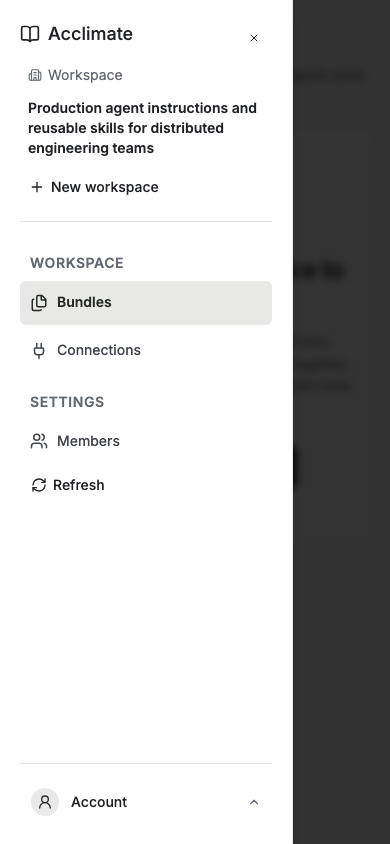 Acclimate
Workspace
Production agent instructions and
reusable skills for distributed
engineering teams
New workspace
WORKSPACE
Bundles
Connections
SETTINGS
Members
Refresh
Account